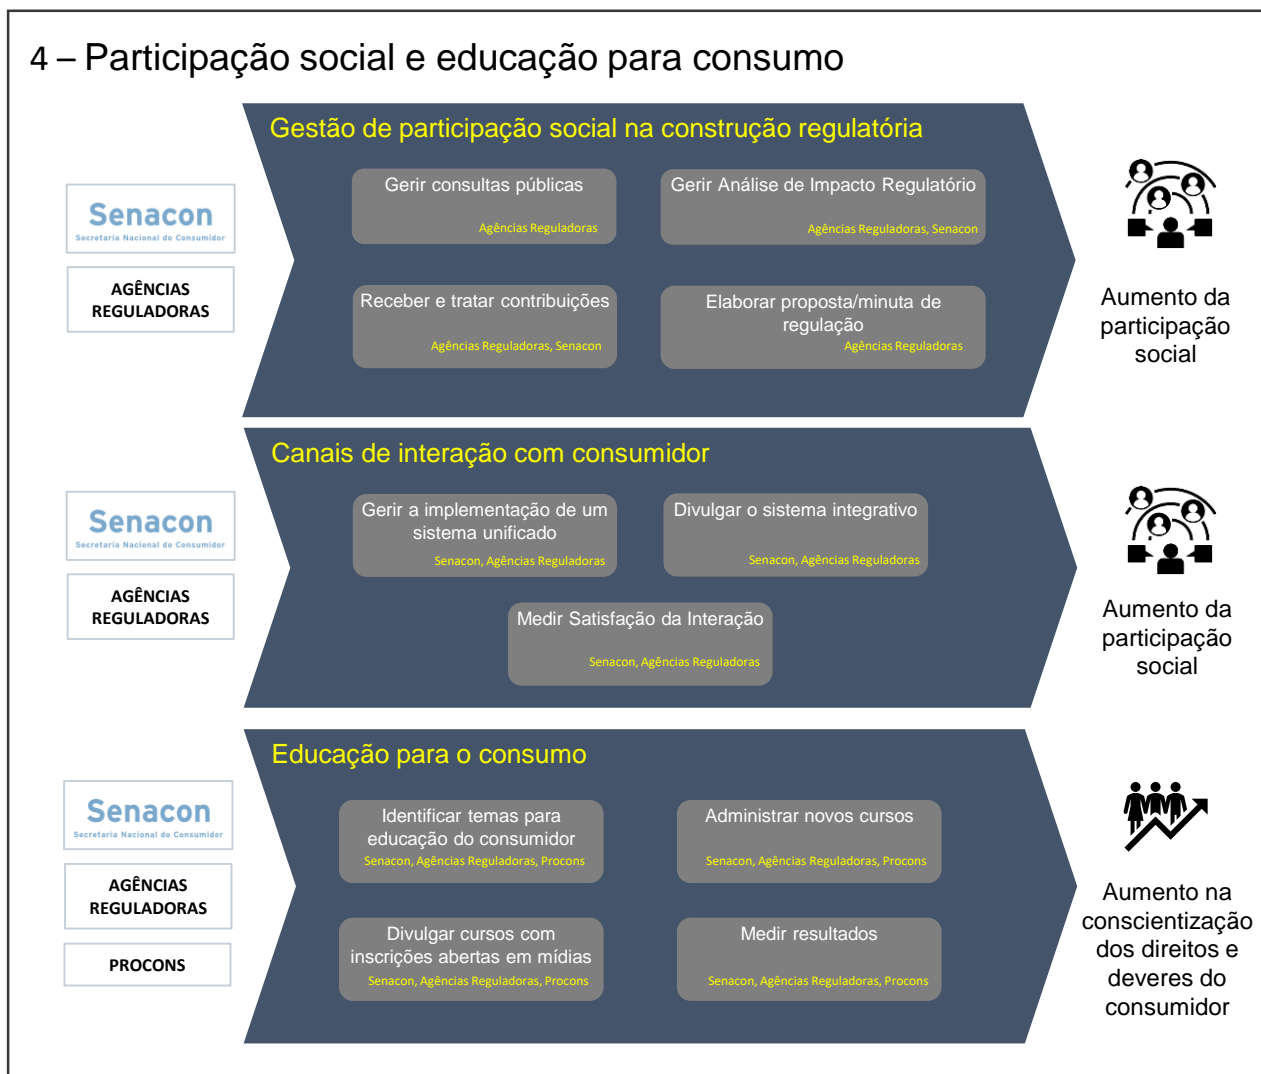 4 – Participação social e educação para consumo
Gestão de participação social na construção regulatória
Senacon
Secretaria Nacional do Consumidor
AGÊNCIAS
REGULADORAS
Gerir consultas públicas
Agências Reguladoras
Gerir Análise de Impacto Regulatório
Agências Reguladoras, Senacon
Receber e tratar contribuições
Agências Reguladoras, Senacon
Elaborar proposta/minuta de
regulação
Agências Reguladoras
Aumento da
participação
social
Canais de interação com consumidor
Senacon
Secretaria Nacional do Consumidor
AGÊNCIAS
REGULADORAS
Gerir a implementação de um
sistema unificado
Senacon, Agências Reguladoras
Divulgar o sistema integrativo
Senacon, Agências Reguladoras
Medir Satisfação da Interação
Senacon, Agências Reguladoras
Aumento da
participação
social
Educação para o consumo
Senacon
Secretaria Nacional do Consumidor
AGÊNCIAS
REGULADORAS
PROCONS
Identificar temas para
educação do consumidor
Senacon, Agências Reguladoras, Procons
Administrar novos cursos
Senacon, Agências Reguladoras, Procons
Divulgar cursos com
inscrições abertas em mídias
Senacon, Agências Reguladoras, Procons
Medir resultados
Senacon, Agências Reguladoras, Procons
Aumento na
conscientização
dos direitos e
deveres do
consumidor